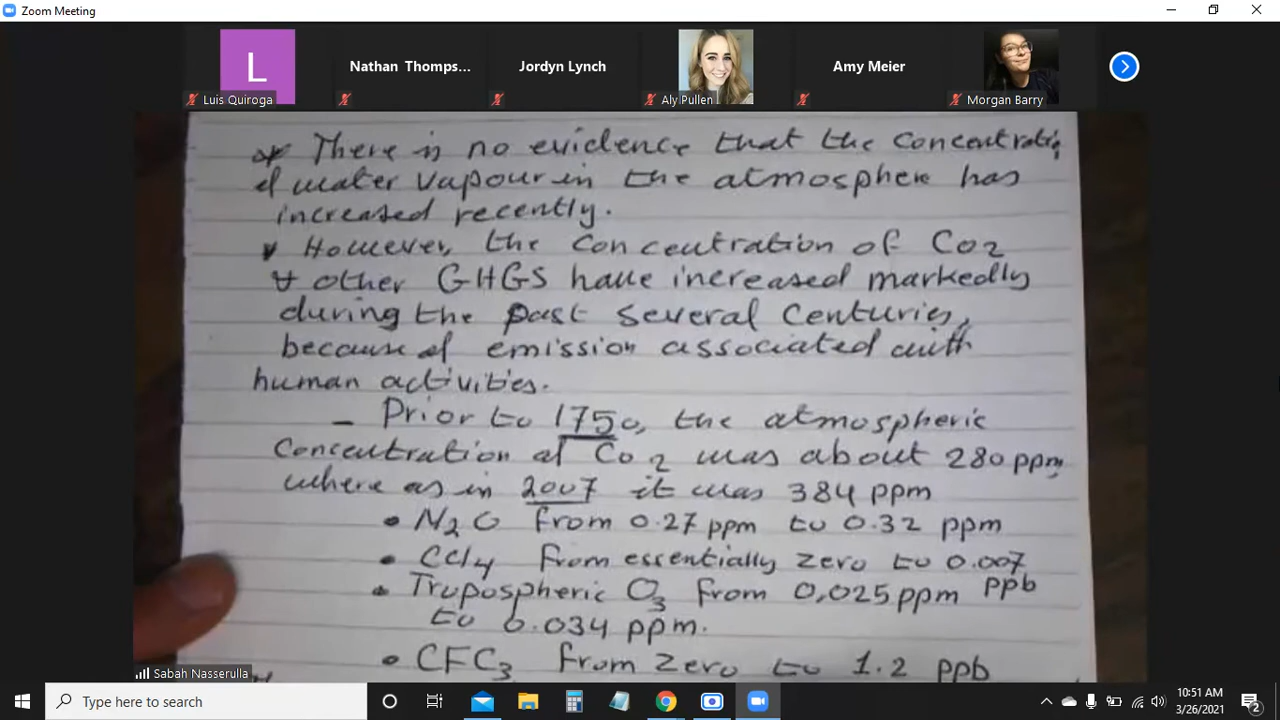 Zoom Meeting
L
Luis Quiroga
Nathan Thomps...
Jordyn Lynch
Aly Pullen
Amy Meier
Morgan Barry
* There is no evidence that the concentratin
of water vapour in the atmosphere has
increased recently.
However, the concentration of CO2
& other GHGS have increased markedly
during the past several centuries,
because of emission associated with
human activities.
- Prior to 1750, the atmospheric
Concentration of CO2 was about 280 ppm,
where as in 2007 it was 384 ppm
• N2O from 0.27 ppm to 0.32 ppm
• CCl4 from essentially zero to 0.007
ppb
• Tropospheric O3 from 0,025 ppm
to 0.034 ppm.
• CFC3 from zero to 1.2 ppb
Sabah Nasserulla
Type here to search
10:51 AM
3/26/2021
2